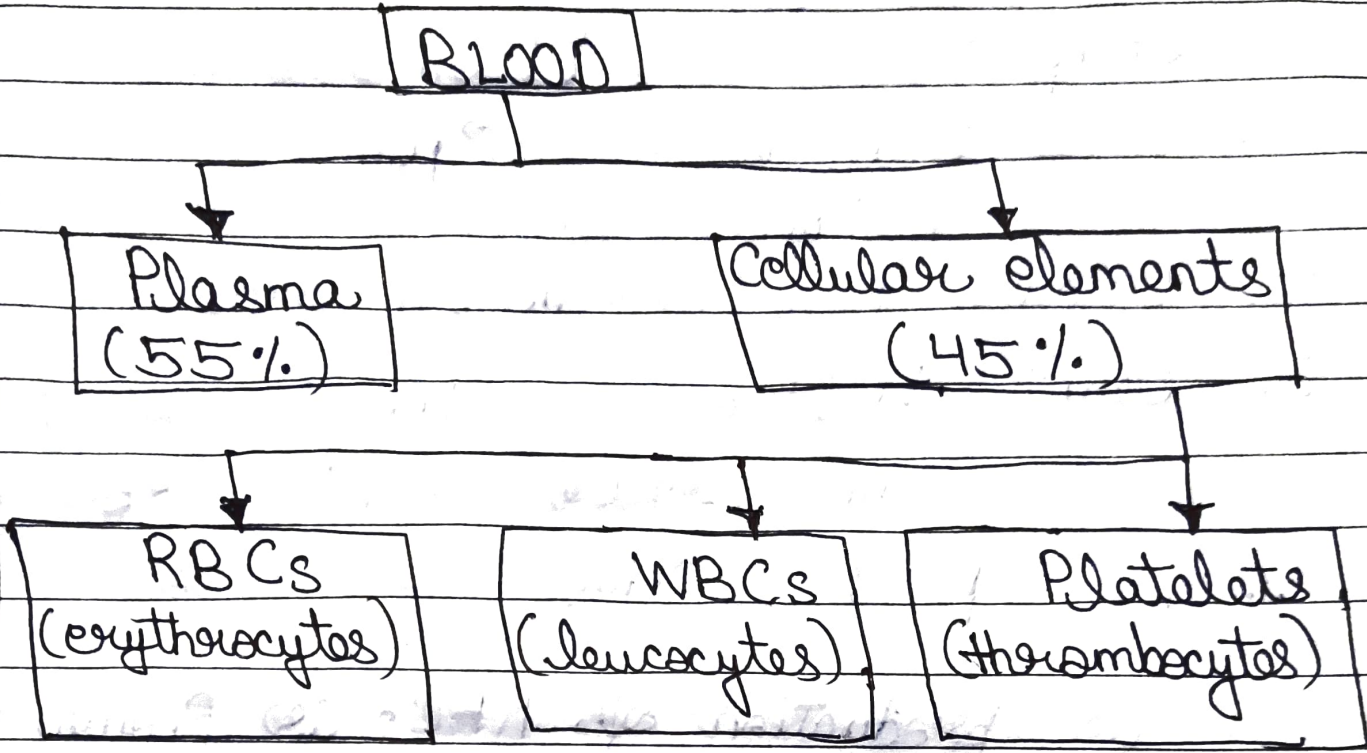 BLOOD
Plasma
(55%)
Cellular elements
(45%)
RBCs
(erythrocytes)
WBCs
(leucocytes)
Platelets
(thrombocytes)